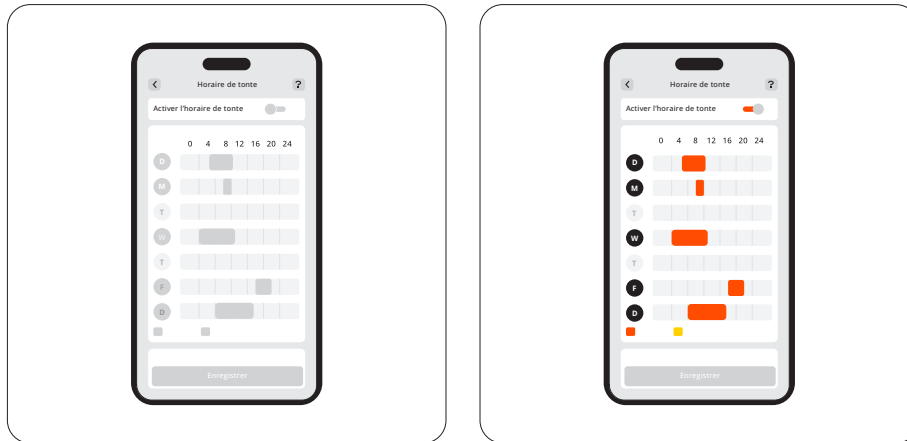 Horaire de tonte ?
Activer l'horaire de tonte
0 4 8 12 16 20 24
D
M
T
W
T
F
D
Enregistrer
Horaire de tonte ?
Activer l'horaire de tonte
0 4 8 12 16 20 24
D
M
T
W
T
F
D
Enregistrer